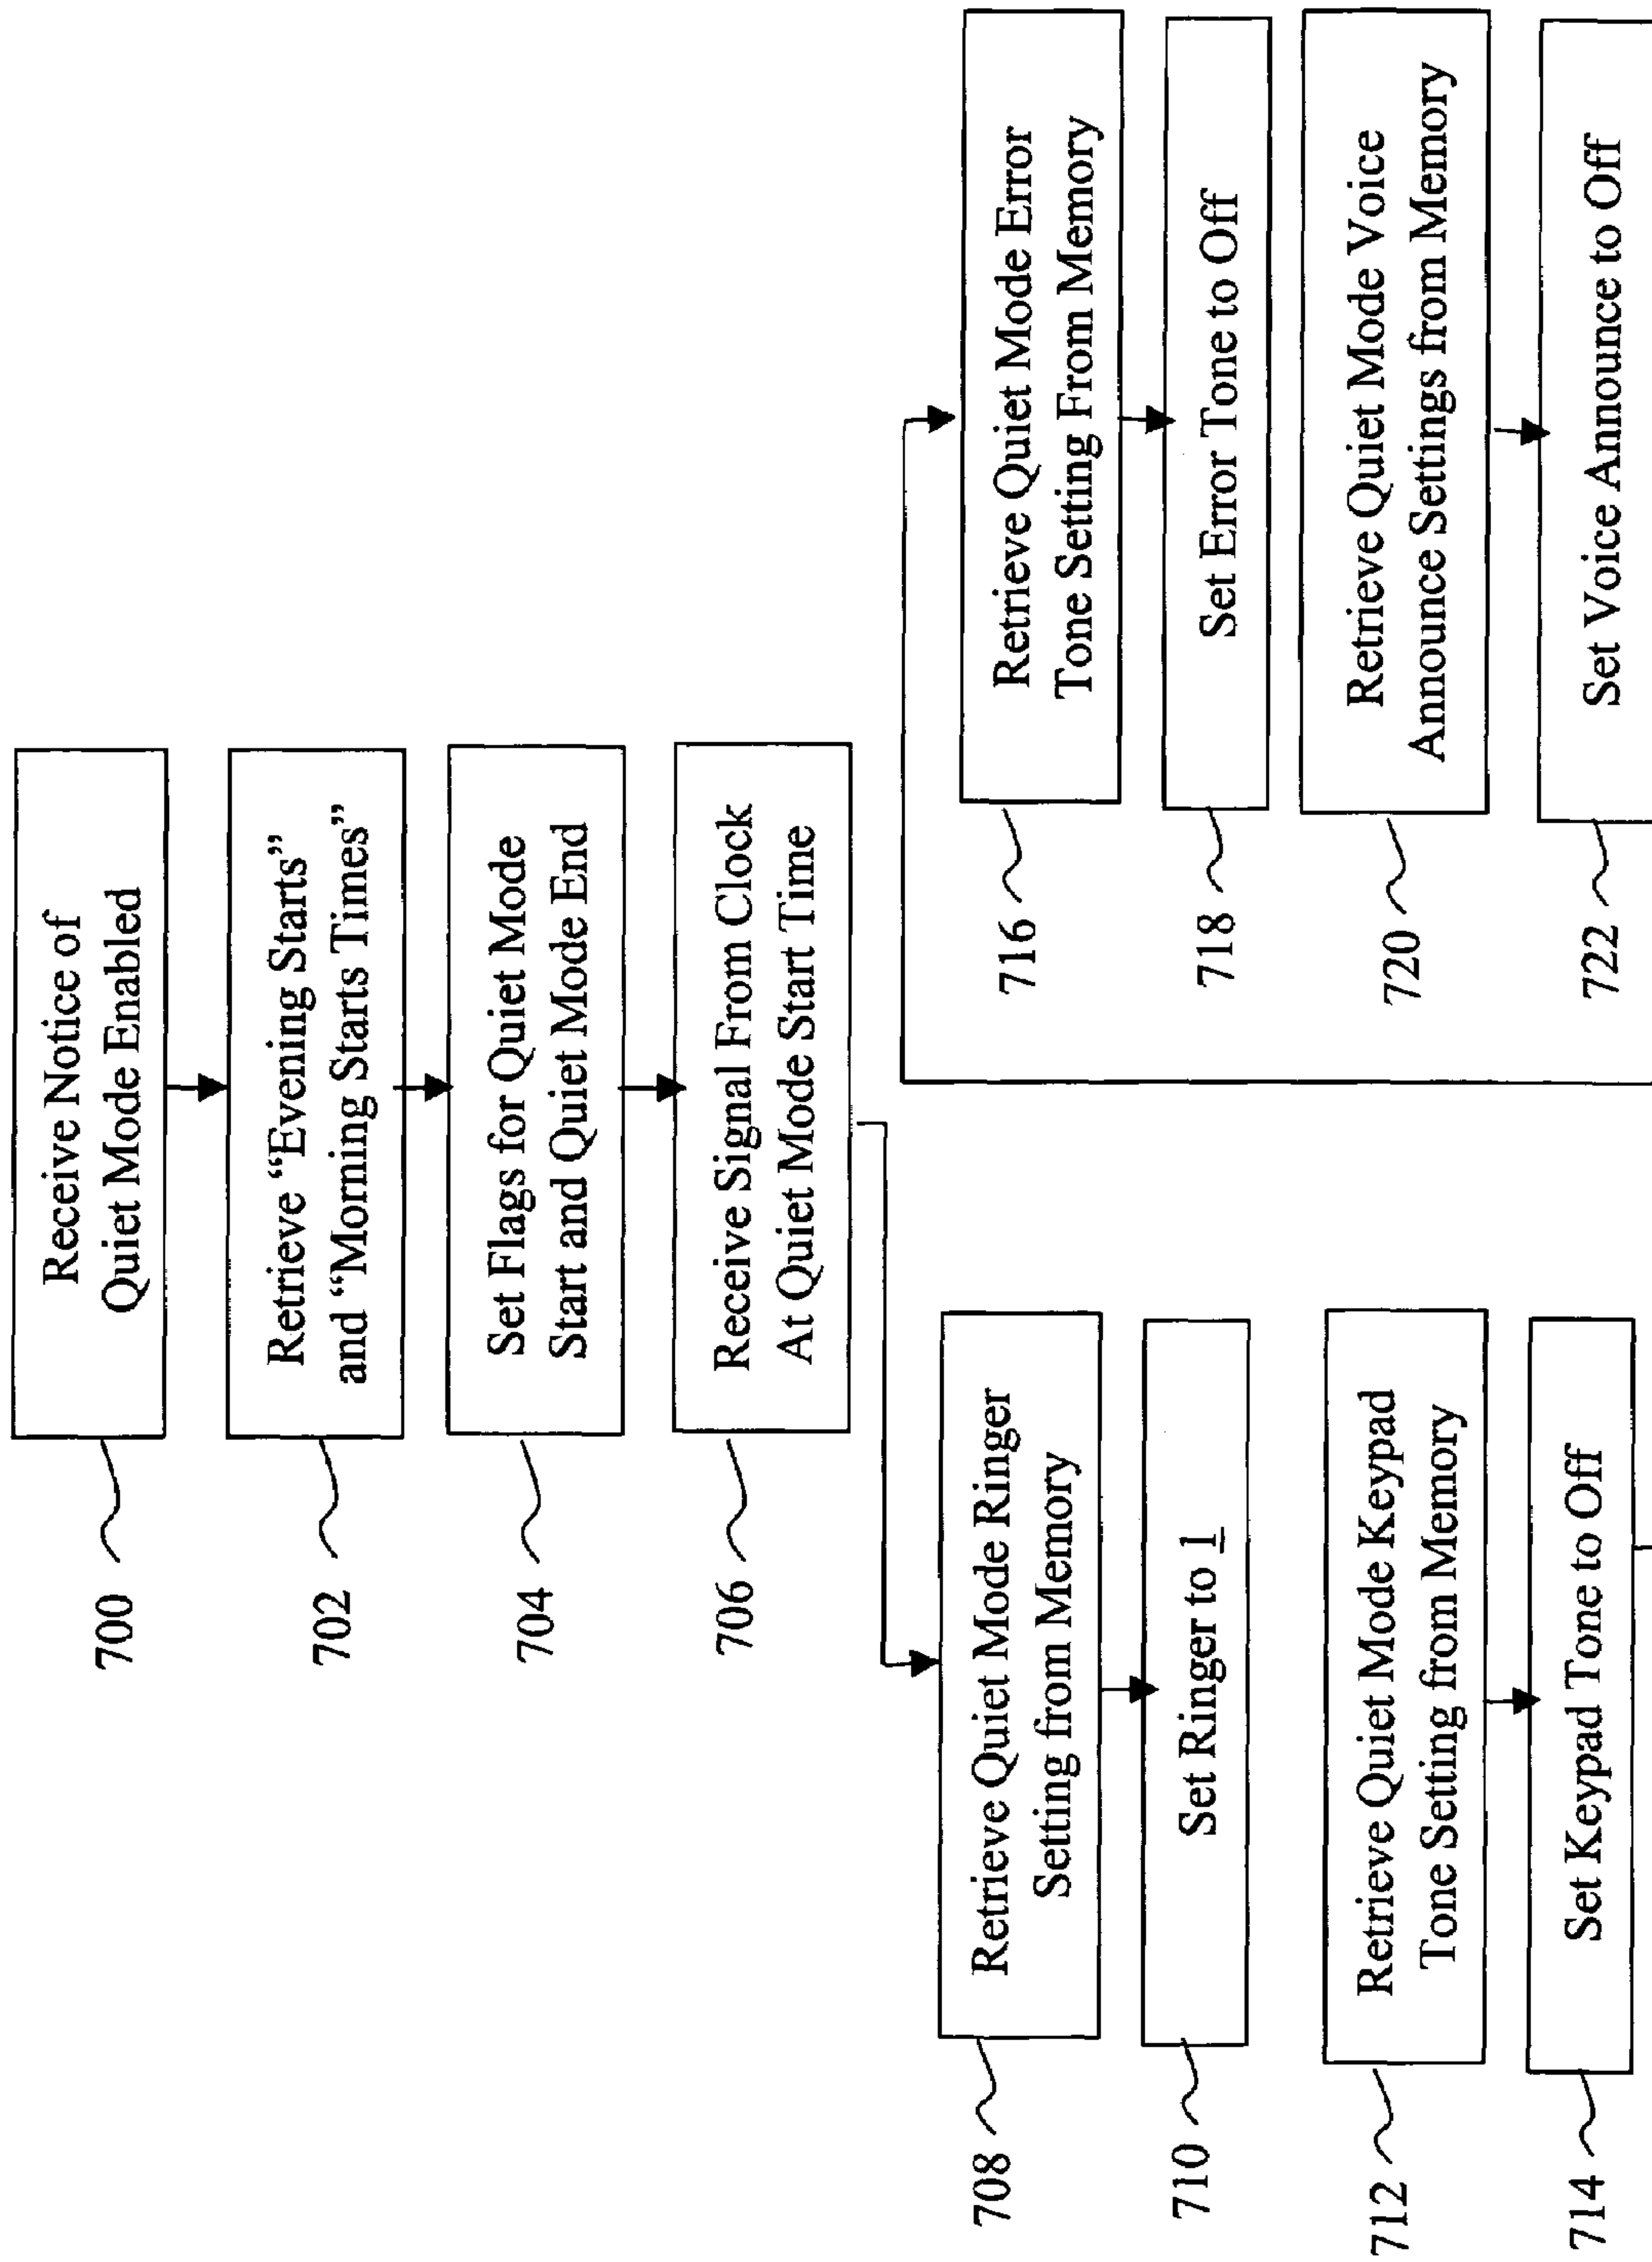 700
Receive Notice of
Quiet Mode Enabled
702
Retrieve “Evening Starts”
and “Morning Starts Times”
704
Set Flags for Quiet Mode
Start and Quiet Mode End
706
Receive Signal From Clock
At Quiet Mode Start Time
708
Retrieve Quiet Mode Ringer
Setting from Memory
710
Set Ringer to 1
712
Retrieve Quiet Mode Keypad
Tone Setting from Memory
714
Set Keypad Tone to Off
716
Retrieve Quiet Mode Error
Tone Setting From Memory
718
Set Error Tone to Off
720
Retrieve Quiet Mode Voice
Announce Settings from Memory
722
Set Voice Announce to Off